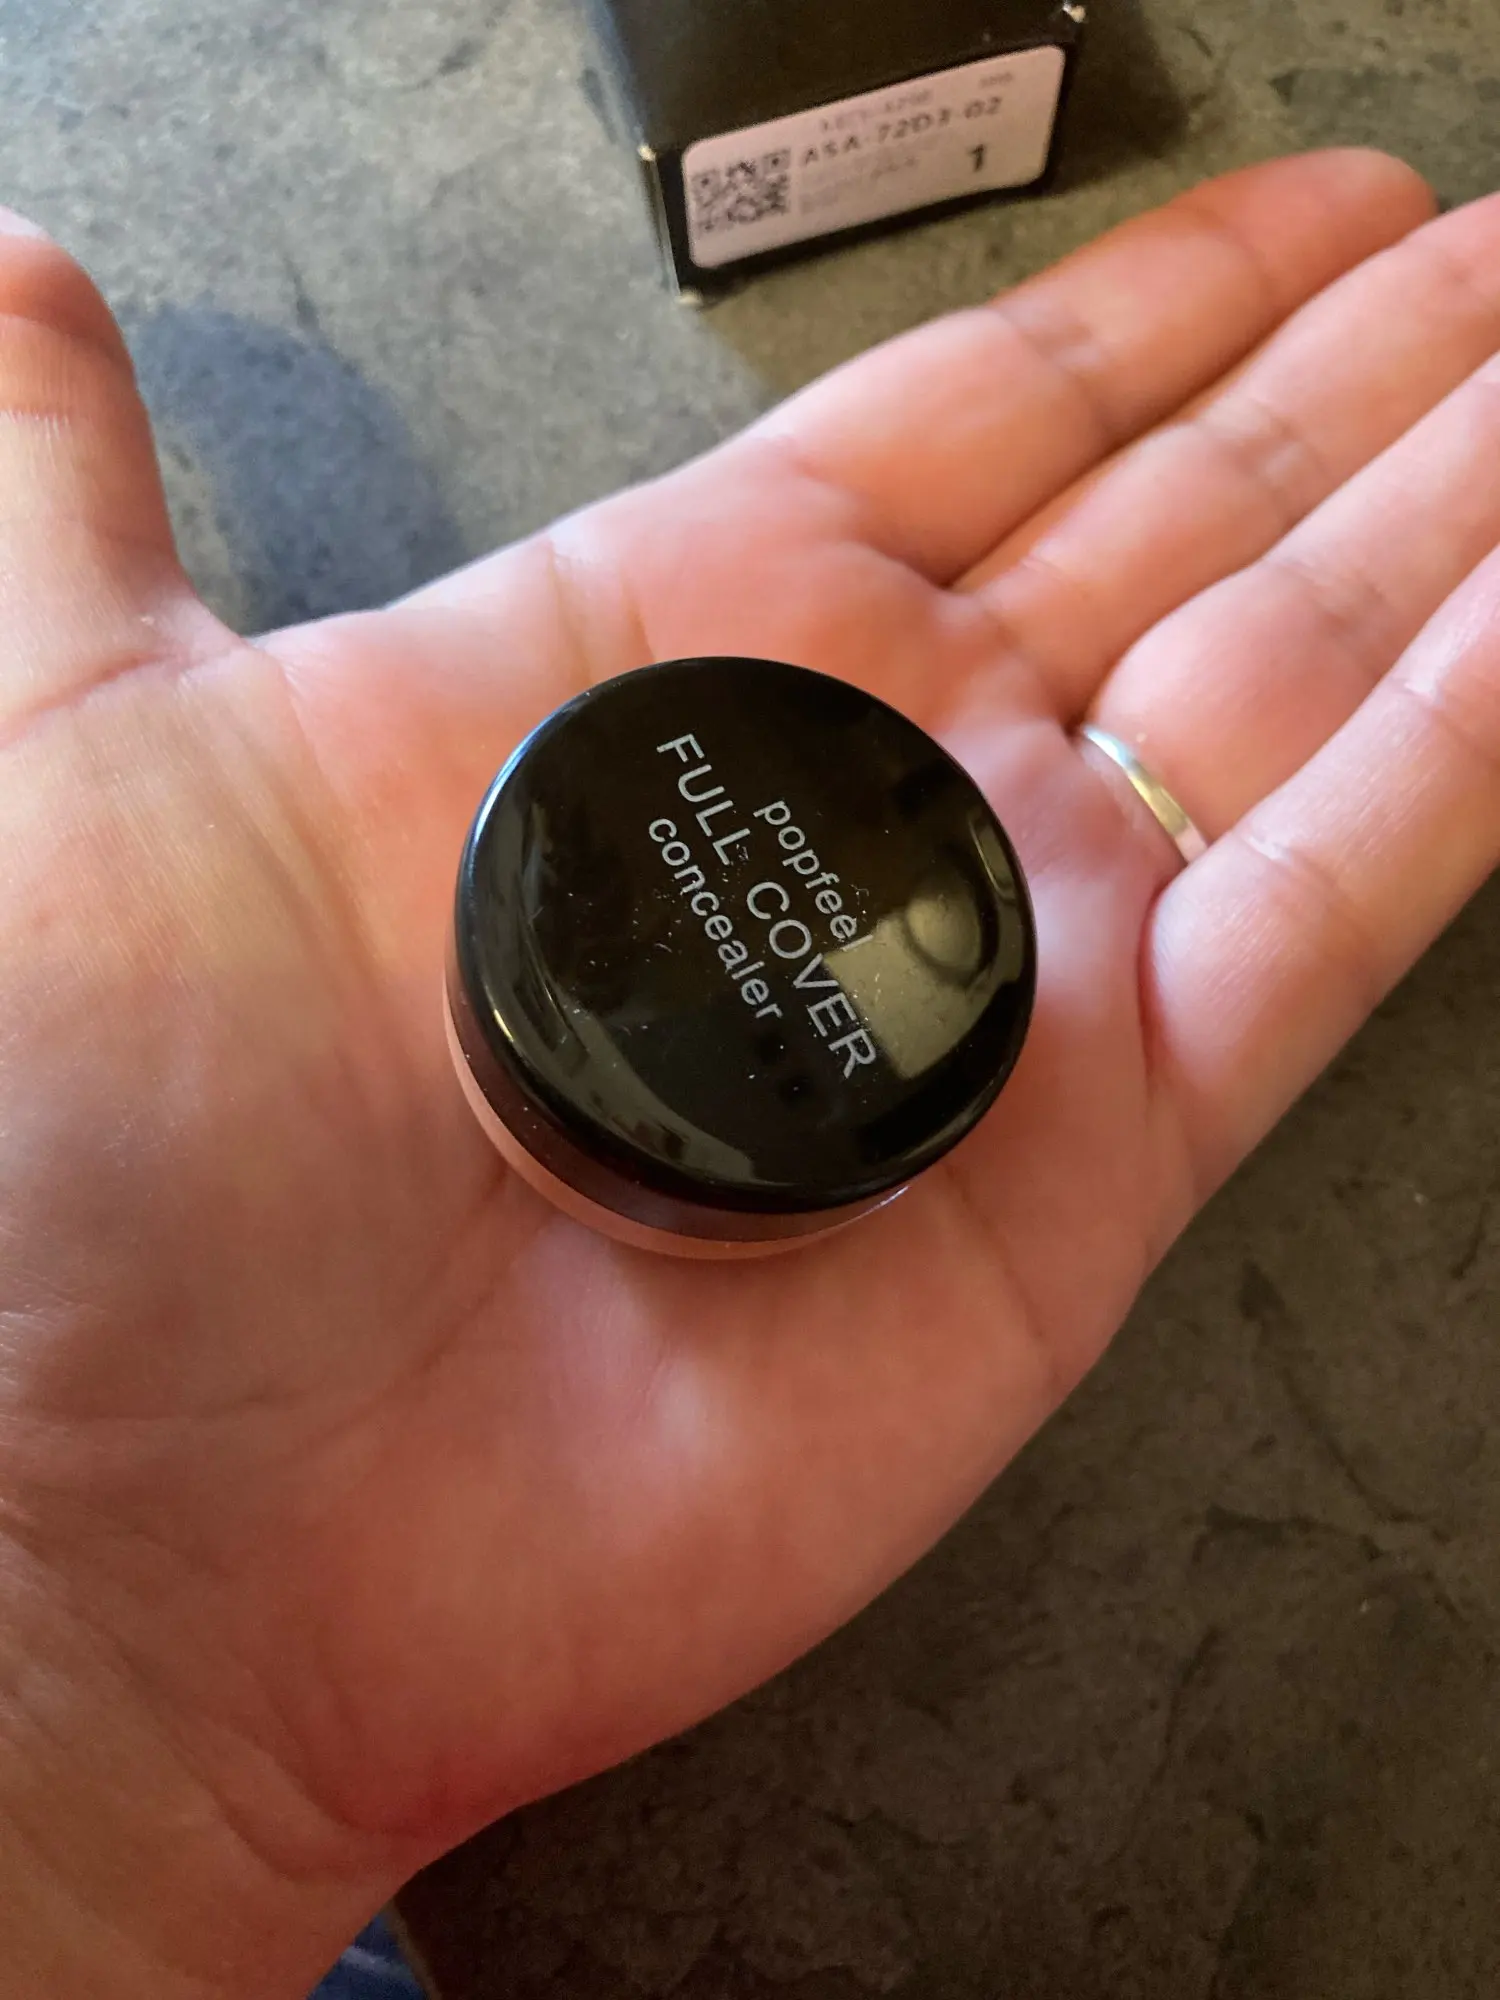 ASA-72D3-02
1
popfeel
FULL COVER
concealer